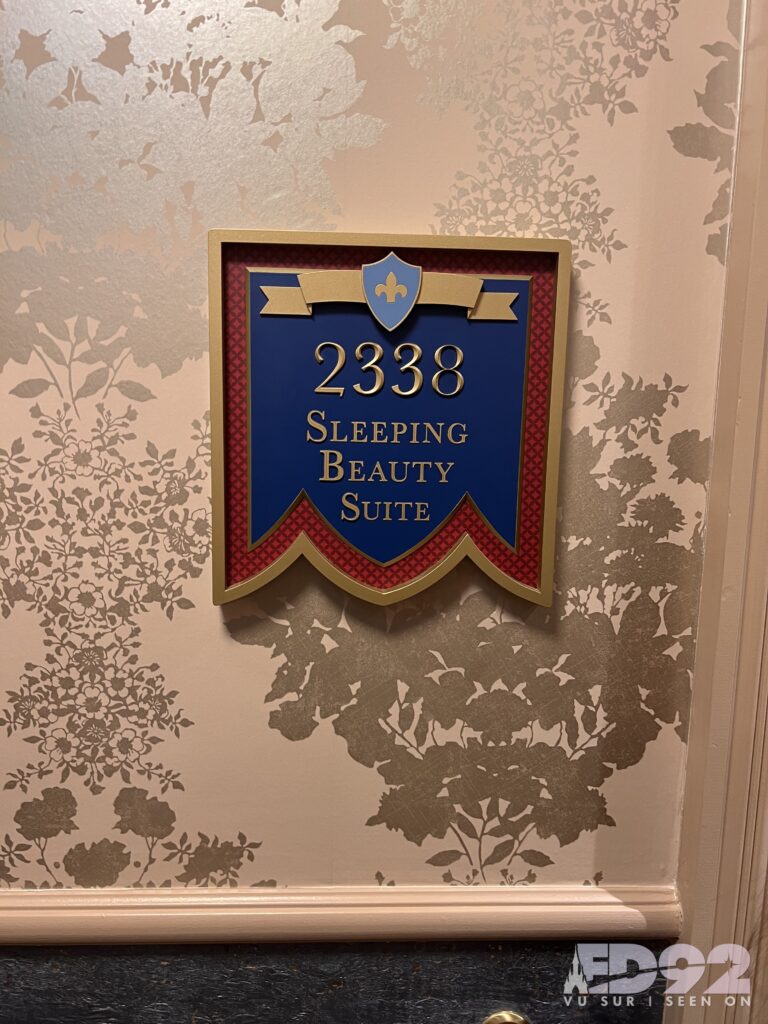 2338
SLEEPING
BEAUTY
SUITE
ED92
VU SUR I SEEN ON